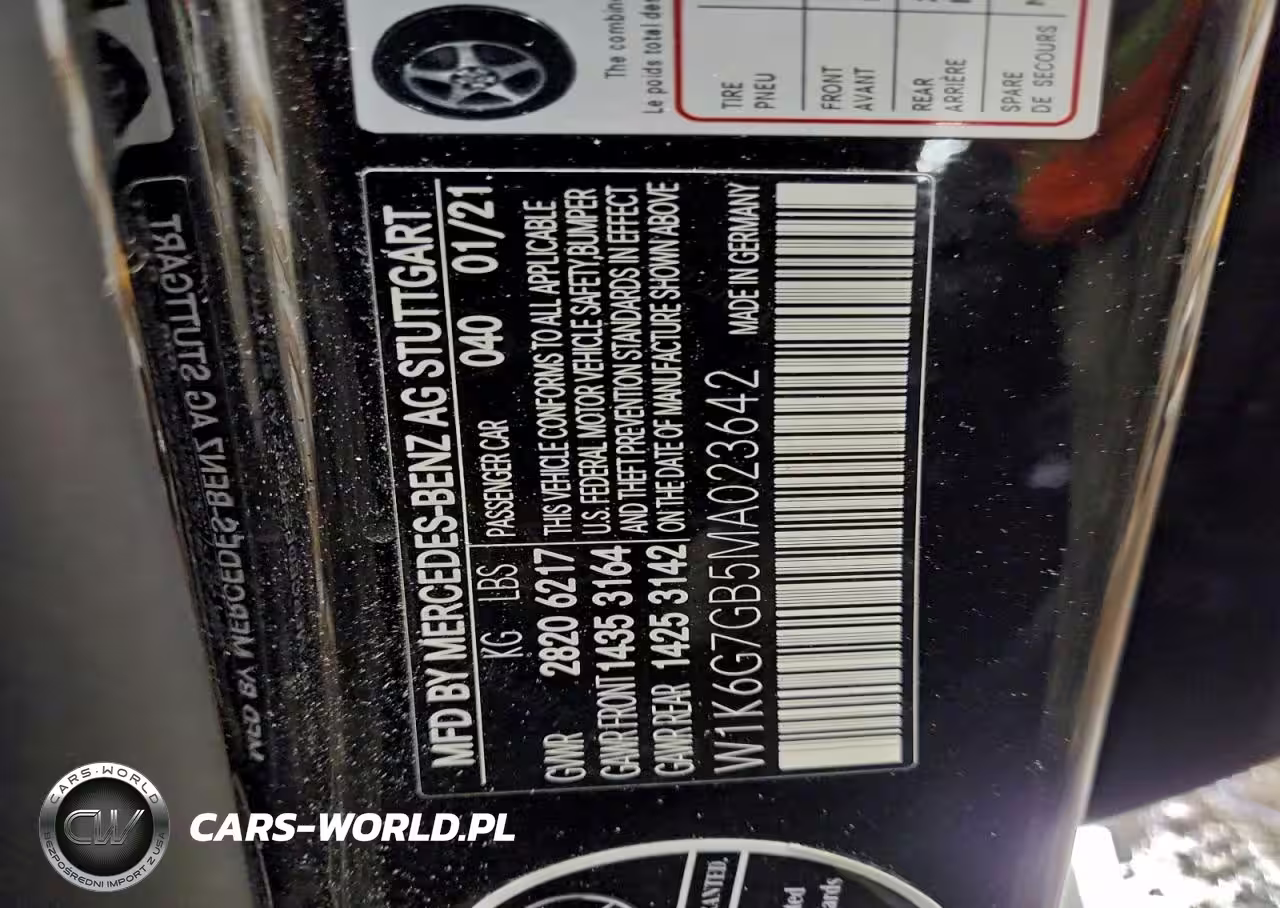 MFD BY MERCEDES-BENZ AG STUTTGART
KG LBS PASSENGER CAR 040 01/21
GVWR 2820 6217
GAWR FRONT 1435 3164
GAWR REAR 1425 3142
THIS VEHICLE CONFORMS TO ALL APPLICABLE
U.S. FEDERAL MOTOR VEHICLE SAFETY,BUMPER
AND THEFT PREVENTION STANDARDS IN EFFECT
ON THE DATE OF MANUFACTURE SHOWN ABOVE
W1K6G7GB5MA023642 MADE IN GERMANY
The
Le poids total
TIRE
PNEU
FRONT
AVANT
REAR
ARRIÈRE
SPARE
DE SECOURS
MFD BY MERCEDES-BENZ AG STUTTGART
CARS-WORLD
CW
BEZPOŚREDNI IMPORT Z USA
CARS-WORLD.PL